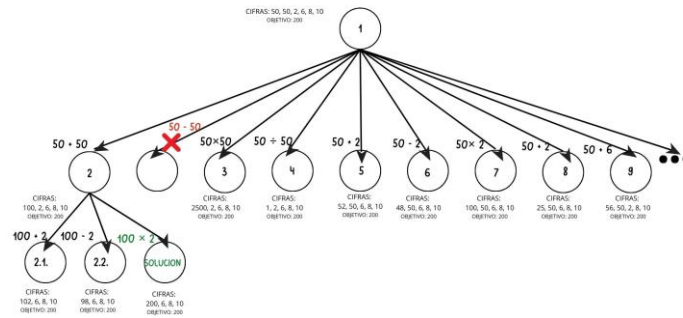 CIFRAS: 50, 50, 2, 6, 8, 10
OBJETIVO: 200
1
50 + 50
50 - 50
50×50
50 ÷ 50
50 + 2
50 - 2
50× 2
50 ÷ 2
50 + 6
2
3
4
5
6
7
8
9
CIFRAS:
100, 2, 6, 8, 10
OBJETIVO: 200
CIFRAS:
2500, 2, 6, 8, 10
OBJETIVO: 200
CIFRAS:
1, 2, 6, 8, 10
OBJETIVO: 200
CIFRAS:
52, 50, 6, 8, 10
OBJETIVO: 200
CIFRAS:
48, 50, 6, 8, 10
OBJETIVO: 200
CIFRAS:
100, 50, 6, 8, 10
OBJETIVO: 200
CIFRAS:
25, 50, 6, 8, 10
OBJETIVO: 200
CIFRAS:
56, 50, 2, 8, 10
OBJETIVO: 200
100 + 2
100 - 2
100 × 2
2.1.
2.2.
SOLUCION
CIFRAS:
102, 6, 8, 10
OBJETIVO: 200
CIFRAS:
98, 6, 8, 10
OBJETIVO: 200
CIFRAS:
200, 6, 8, 10
OBJETIVO: 200